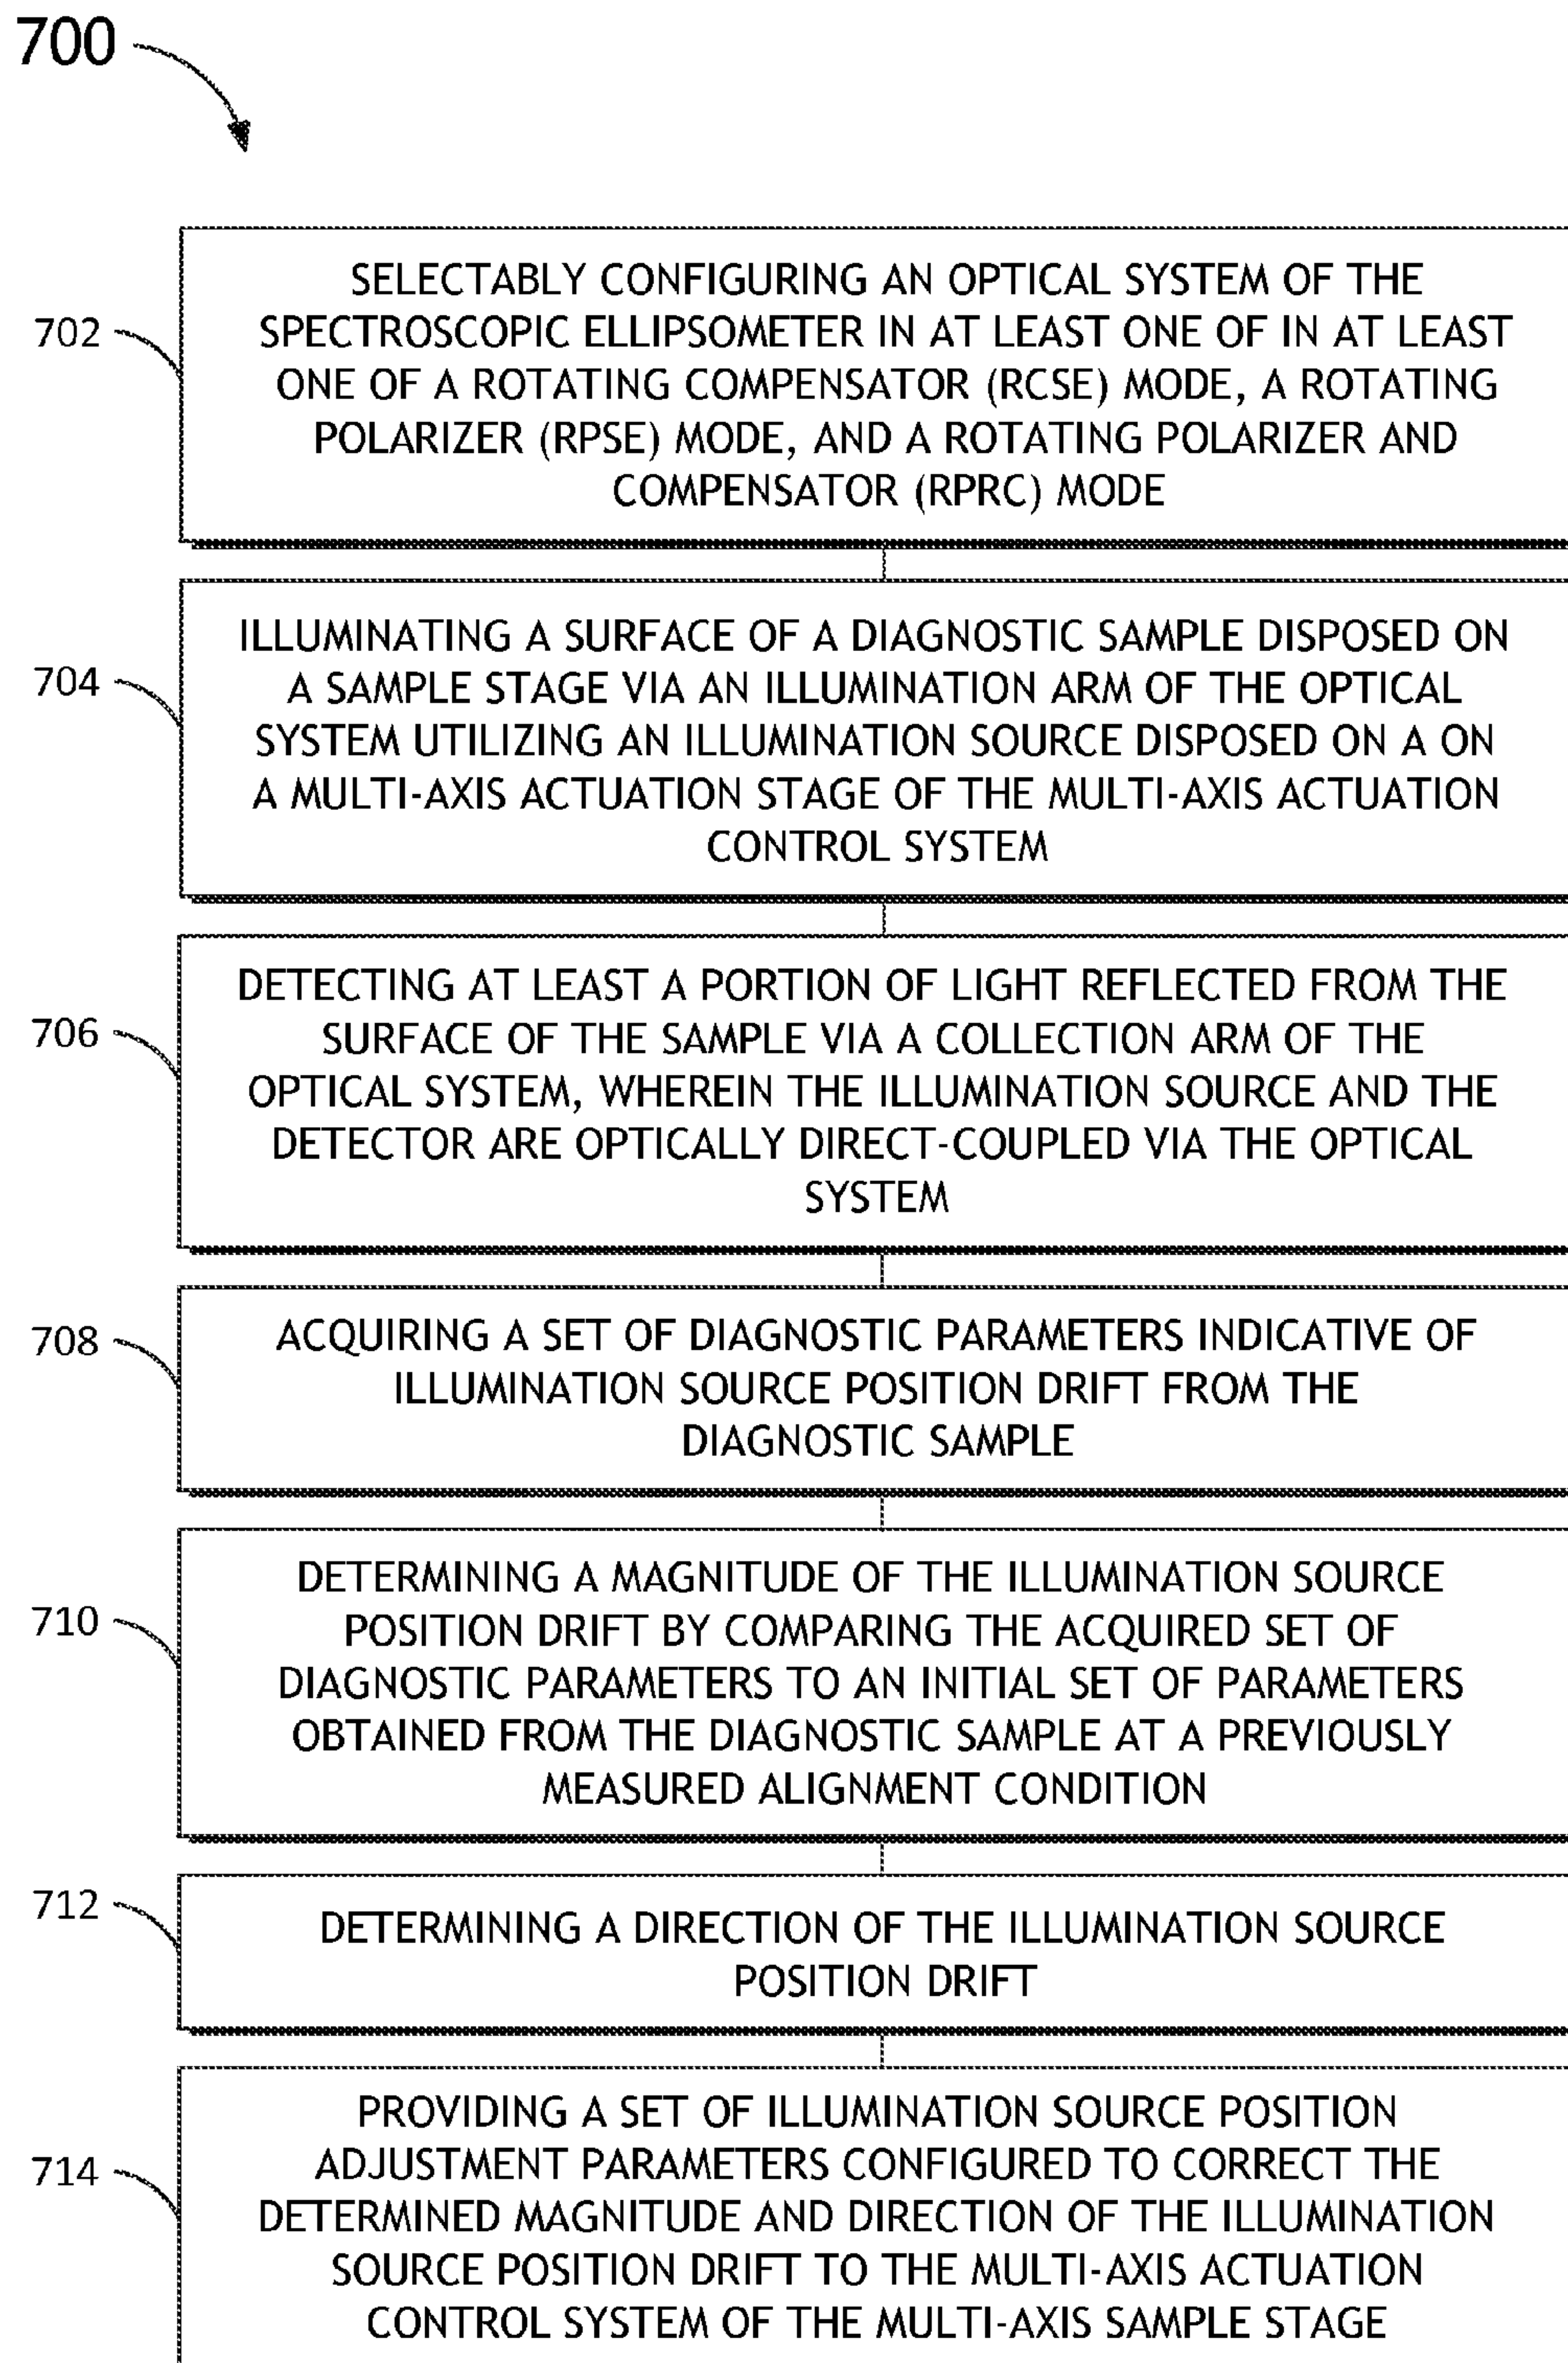 700
702
SELECTABLY CONFIGURING AN OPTICAL SYSTEM OF THE
SPECTROSCOPIC ELLIPSOMETER IN AT LEAST ONE OF IN AT LEAST
ONE OF A ROTATING COMPENSATOR (RCSE) MODE, A ROTATING
POLARIZER (RPSE) MODE, AND A ROTATING POLARIZER AND
COMPENSATOR (RPRC) MODE
704
ILLUMINATING A SURFACE OF A DIAGNOSTIC SAMPLE DISPOSED ON
A SAMPLE STAGE VIA AN ILLUMINATION ARM OF THE OPTICAL
SYSTEM UTILIZING AN ILLUMINATION SOURCE DISPOSED ON A ON
A MULTI-AXIS ACTUATION STAGE OF THE MULTI-AXIS ACTUATION
CONTROL SYSTEM
706
DETECTING AT LEAST A PORTION OF LIGHT REFLECTED FROM THE
SURFACE OF THE SAMPLE VIA A COLLECTION ARM OF THE
OPTICAL SYSTEM, WHEREIN THE ILLUMINATION SOURCE AND THE
DETECTOR ARE OPTICALLY DIRECT-COUPLED VIA THE OPTICAL
SYSTEM
708
ACQUIRING A SET OF DIAGNOSTIC PARAMETERS INDICATIVE OF
ILLUMINATION SOURCE POSITION DRIFT FROM THE
DIAGNOSTIC SAMPLE
710
DETERMINING A MAGNITUDE OF THE ILLUMINATION SOURCE
POSITION DRIFT BY COMPARING THE ACQUIRED SET OF
DIAGNOSTIC PARAMETERS TO AN INITIAL SET OF PARAMETERS
OBTAINED FROM THE DIAGNOSTIC SAMPLE AT A PREVIOUSLY
MEASURED ALIGNMENT CONDITION
712
DETERMINING A DIRECTION OF THE ILLUMINATION SOURCE
POSITION DRIFT
714
PROVIDING A SET OF ILLUMINATION SOURCE POSITION
ADJUSTMENT PARAMETERS CONFIGURED TO CORRECT THE
DETERMINED MAGNITUDE AND DIRECTION OF THE ILLUMINATION
SOURCE POSITION DRIFT TO THE MULTI-AXIS ACTUATION
CONTROL SYSTEM OF THE MULTI-AXIS SAMPLE STAGE